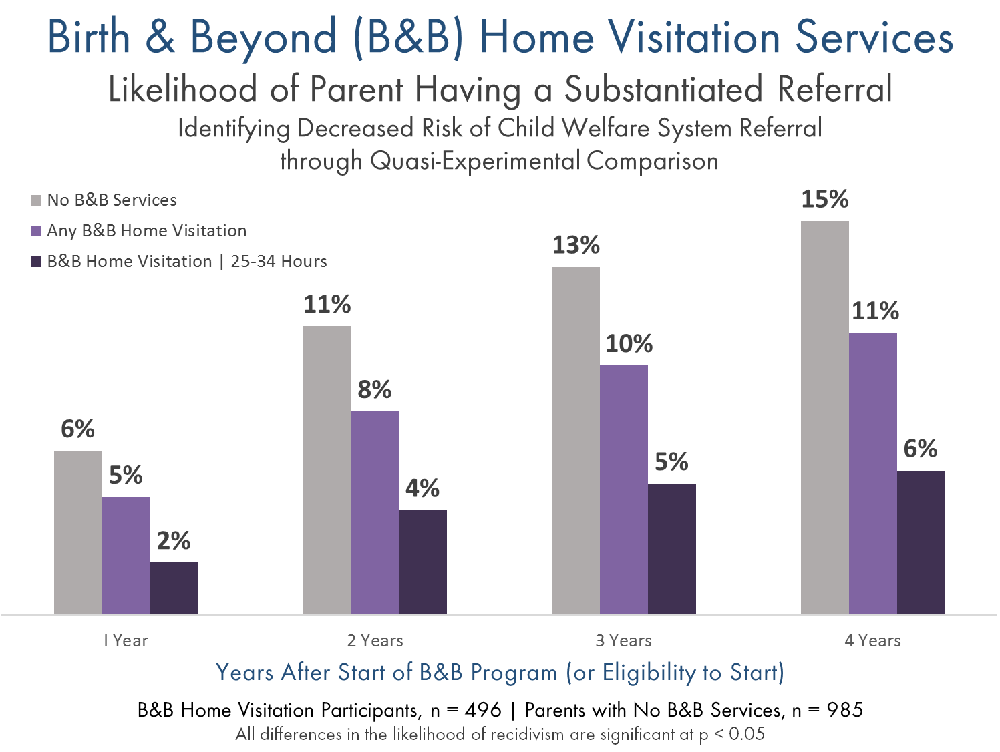 Birth & Beyond (B&B) Home Visitation Services
Likelihood of Parent Having a Substantiated Referral
Identifying Decreased Risk of Child Welfare System Referral
through Quasi-Experimental Comparison
No B&B Services
Any B&B Home Visitation
B&B Home Visitation | 25-34 Hours
6%
5%
2%
11%
8%
4%
13%
10%
5%
15%
11%
6%
1 Year
2 Years
3 Years
4 Years
Years After Start of B&B Program (or Eligibility to Start)
B&B Home Visitation Participants, n = 496 | Parents with No B&B Services, n = 985
All differences in the likelihood of recidivism are significant at p < 0.05